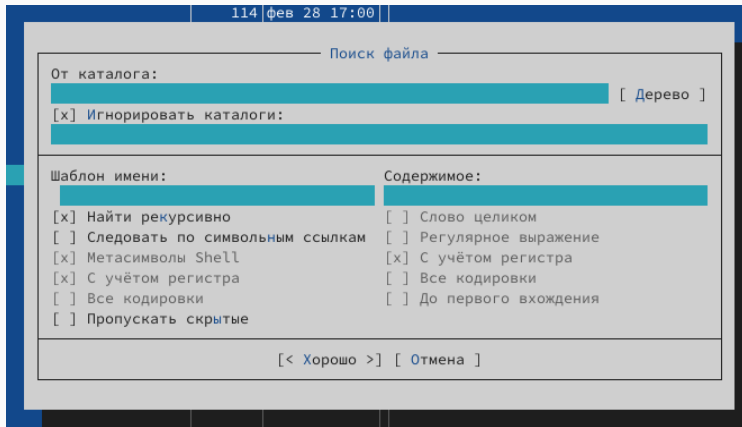 114 фев 28 17:00
Поиск файла
От каталога:
[ Дерево ]
[x] Игнорировать каталоги:
Шаблон имени: Содержимое:
[x] Найти рекурсивно [ ] Слово целиком
[ ] Следовать по символьным ссылкам [ ] Регулярное выражение
[x] Метасимволы Shell [x] С учётом регистра
[x] С учётом регистра [ ] Все кодировки
[ ] Все кодировки [ ] До первого вхождения
[ ] Пропускать скрытые
[< Хорошо >] [ Отмена ]